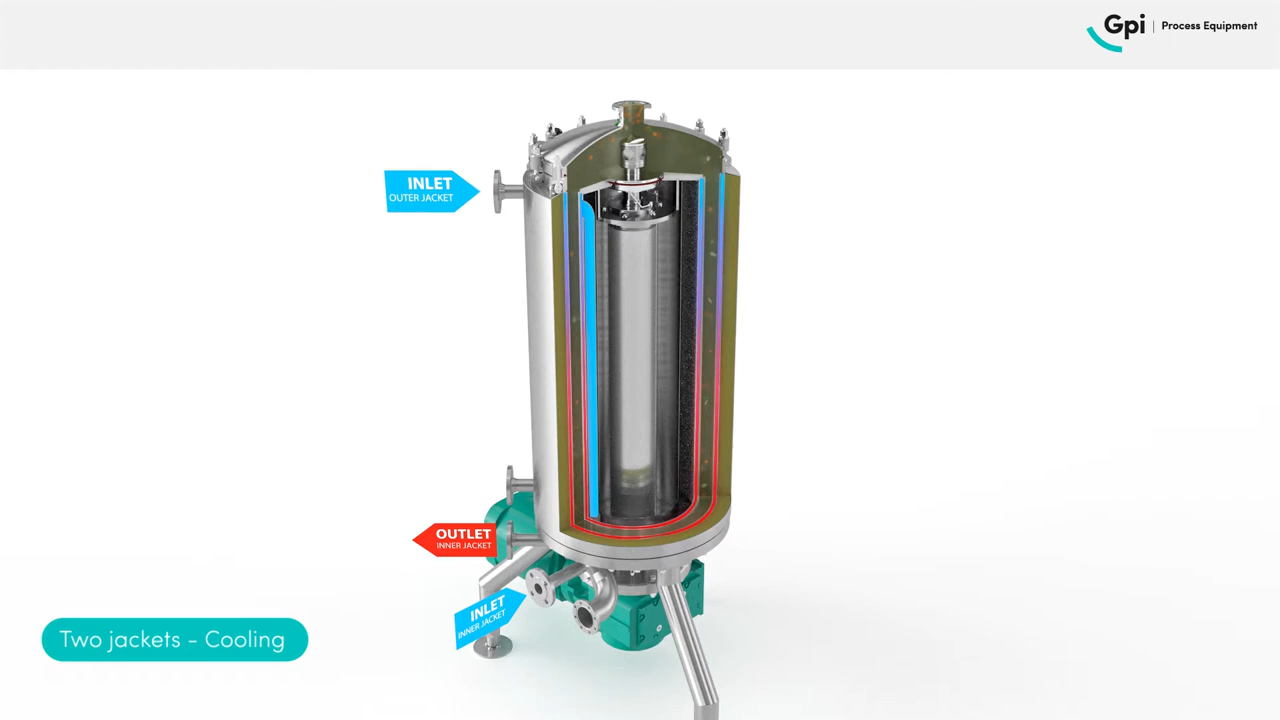 Gpi | Process Equipment
INLET
OUTER JACKET
OUTLET
INNER JACKET
INLET
INNER JACKET
Two jackets - Cooling